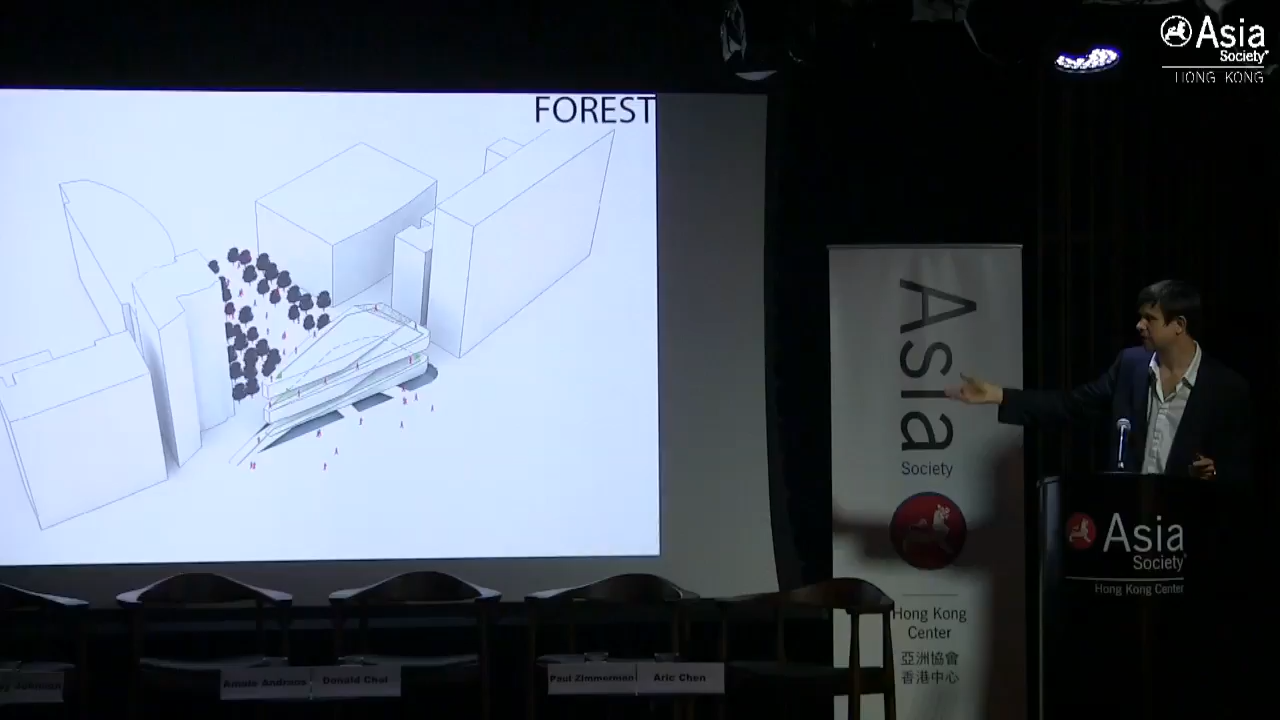 Asia
Society
HONG KONG
FOREST
Asia
Society
Hong Kong
Center
亞洲協會
香港中心
Asia
Society
Hong Kong Center
Amale Andraos
Donald Choi
Paul Zimmerman
Aric Chen